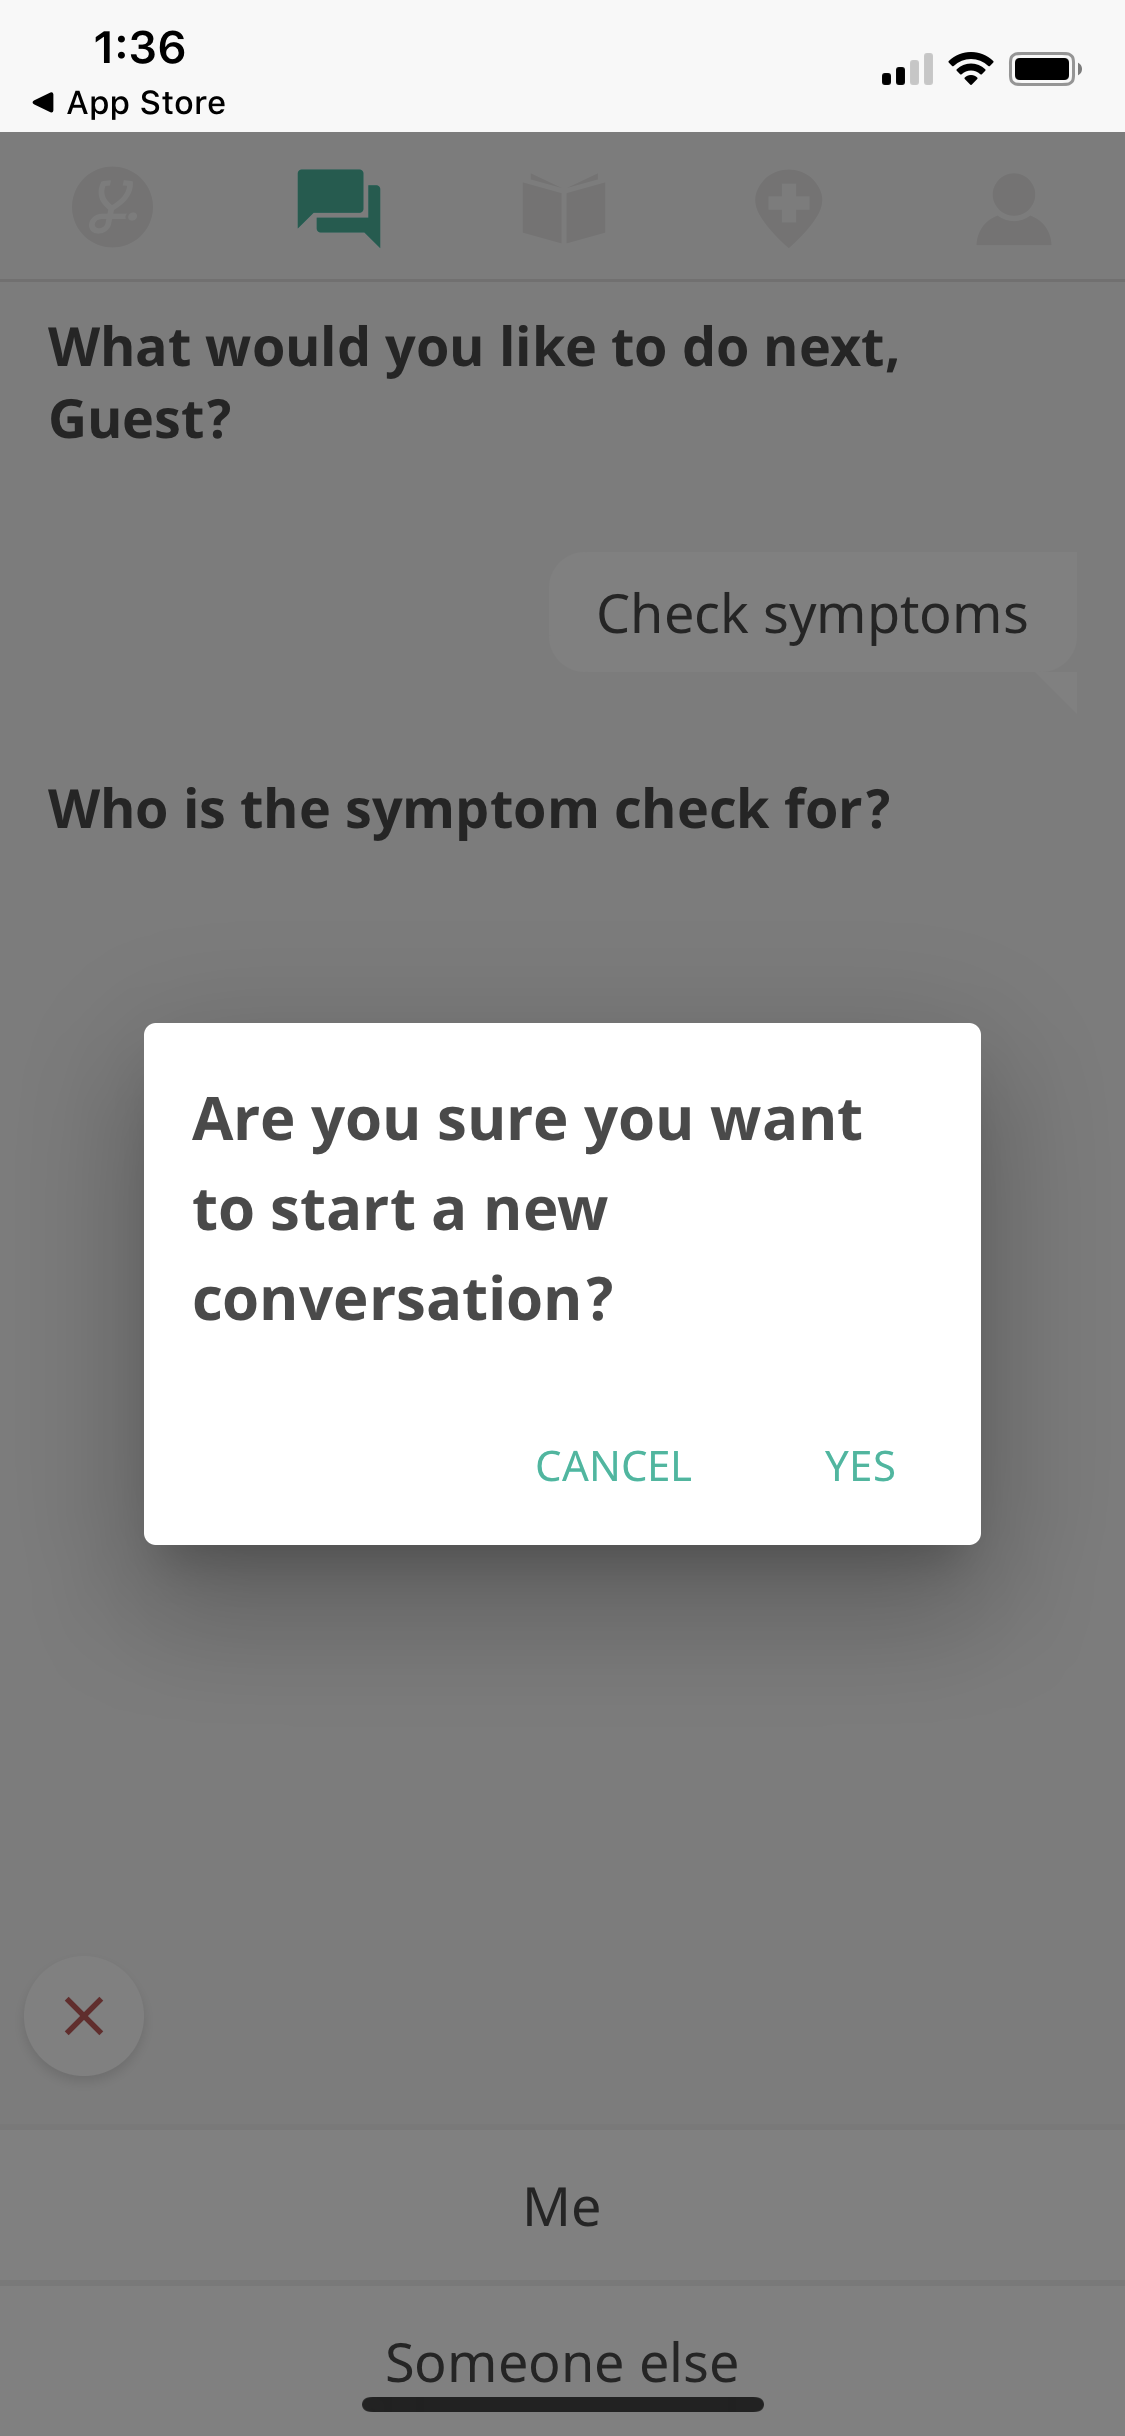 1:36
App Store
What would you like to do next,
Guest?
Check symptoms
Who is the symptom check for?
Are you sure you want
to start a new
conversation?
CANCEL YES
Me
Someone else